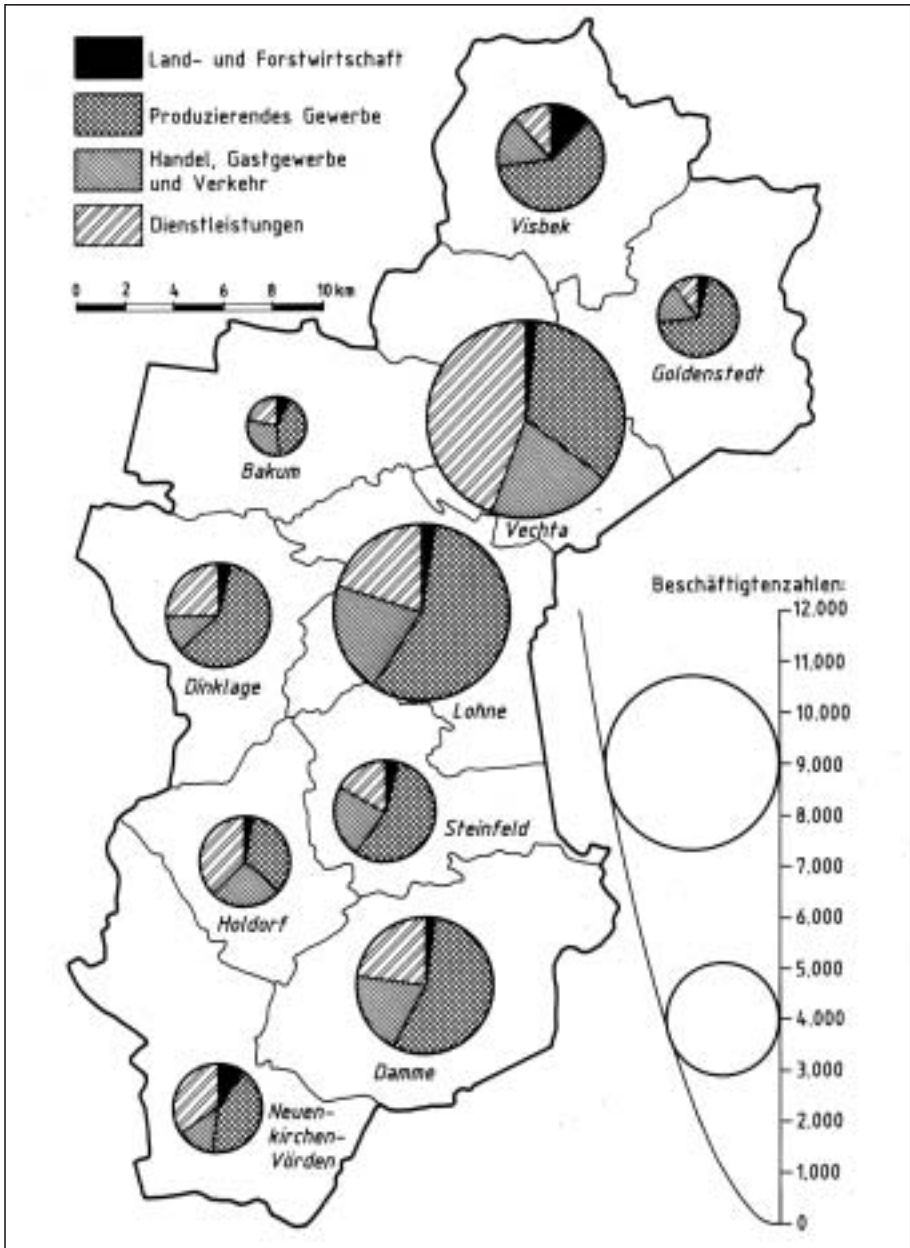 Land- und Forstwirtschaft
Produzierendes Gewerbe
Handel, Gastgewerbe
und Verkehr
Dienstleistungen
0 2 4 6 8 10 km
Visbek
Goldenstedt
Bakum
Vechta
Dinklage
Lohne
Steinfeld
Holdorf
Damme
Neuen-
kirchen-
Vörden
Beschäftigtenzahlen:
12.000
11.000
10.000
9.000
8.000
7.000
6.000
5.000
4.000
3.000
2.000
1.000
0